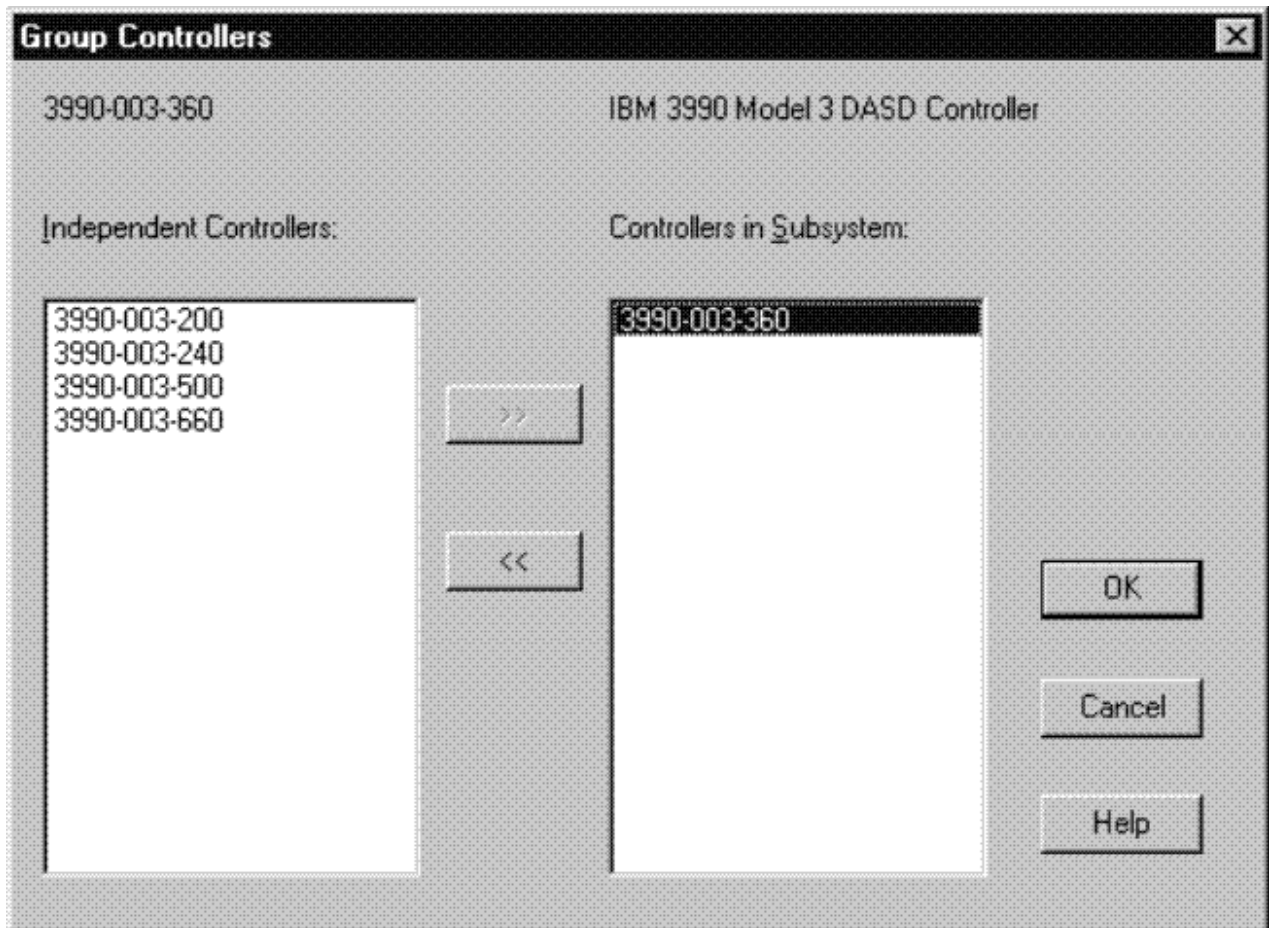 Group Controllers
3990-003-360
IBM 3990 Model 3 DASD Controller
Independent Controllers:
Controllers in Subsystem:
3990-003-200
3990-003-240
3990-003-500
3990-003-660
>>
<<
3990-003-360
OK
Cancel
Help